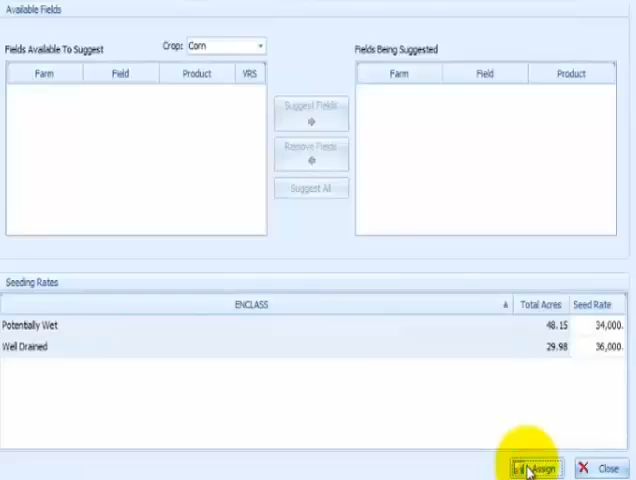 Available Fields
Fields Available To Suggest
Crop: Corn
Fields Being Suggested
Farm Field Product VRS
Farm Field Product
Suggest Fields
Remove Fields
Suggest All
Seeding Rates
ENCLASS Total Acres Seed Rate
Potentially Wet 48.15 34,000.
Well Drained 29.98 36,000.
Assign
Close